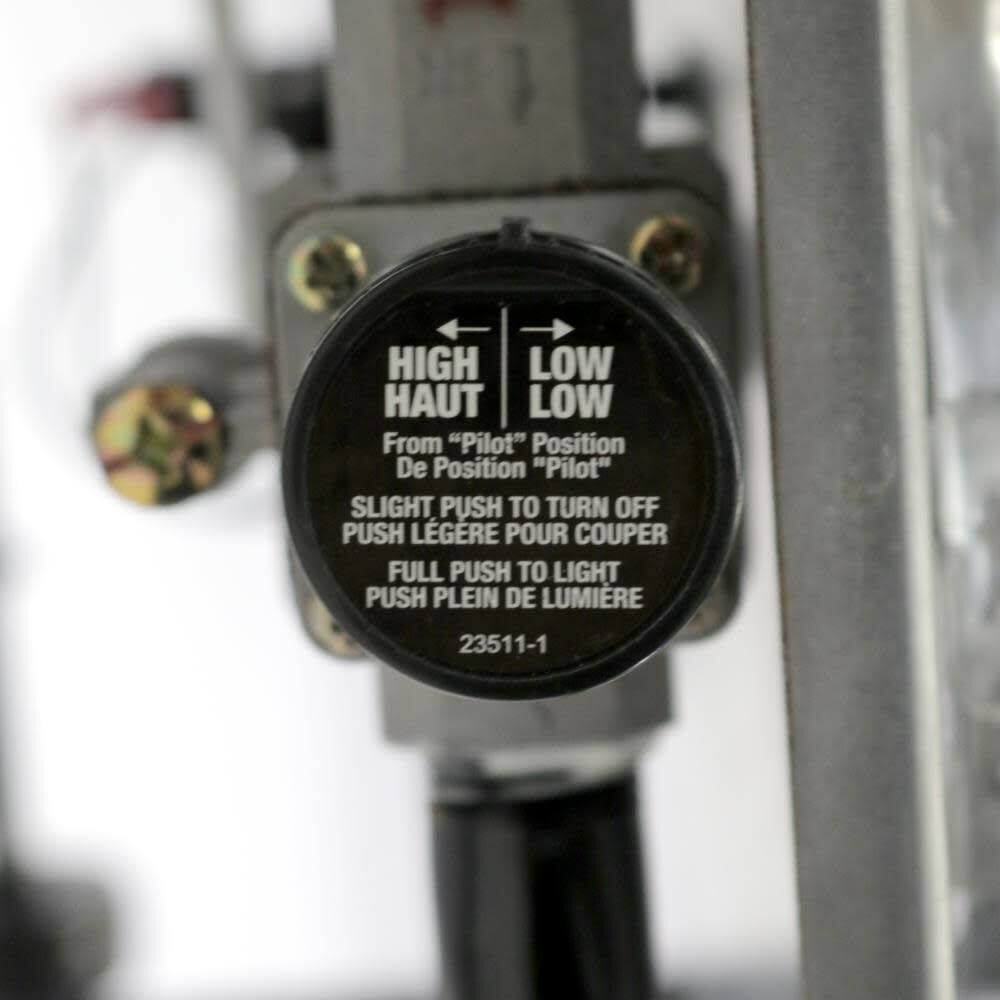 HIGH LOW
HAUT LOW
From “Pilot” Position
De Position "Pilot"
SLIGHT PUSH TO TURN OFF
PUSH LÉGÈRE POUR COUPER
FULL PUSH TO LIGHT
PUSH PLEIN DE LUMIÈRE
23511-1